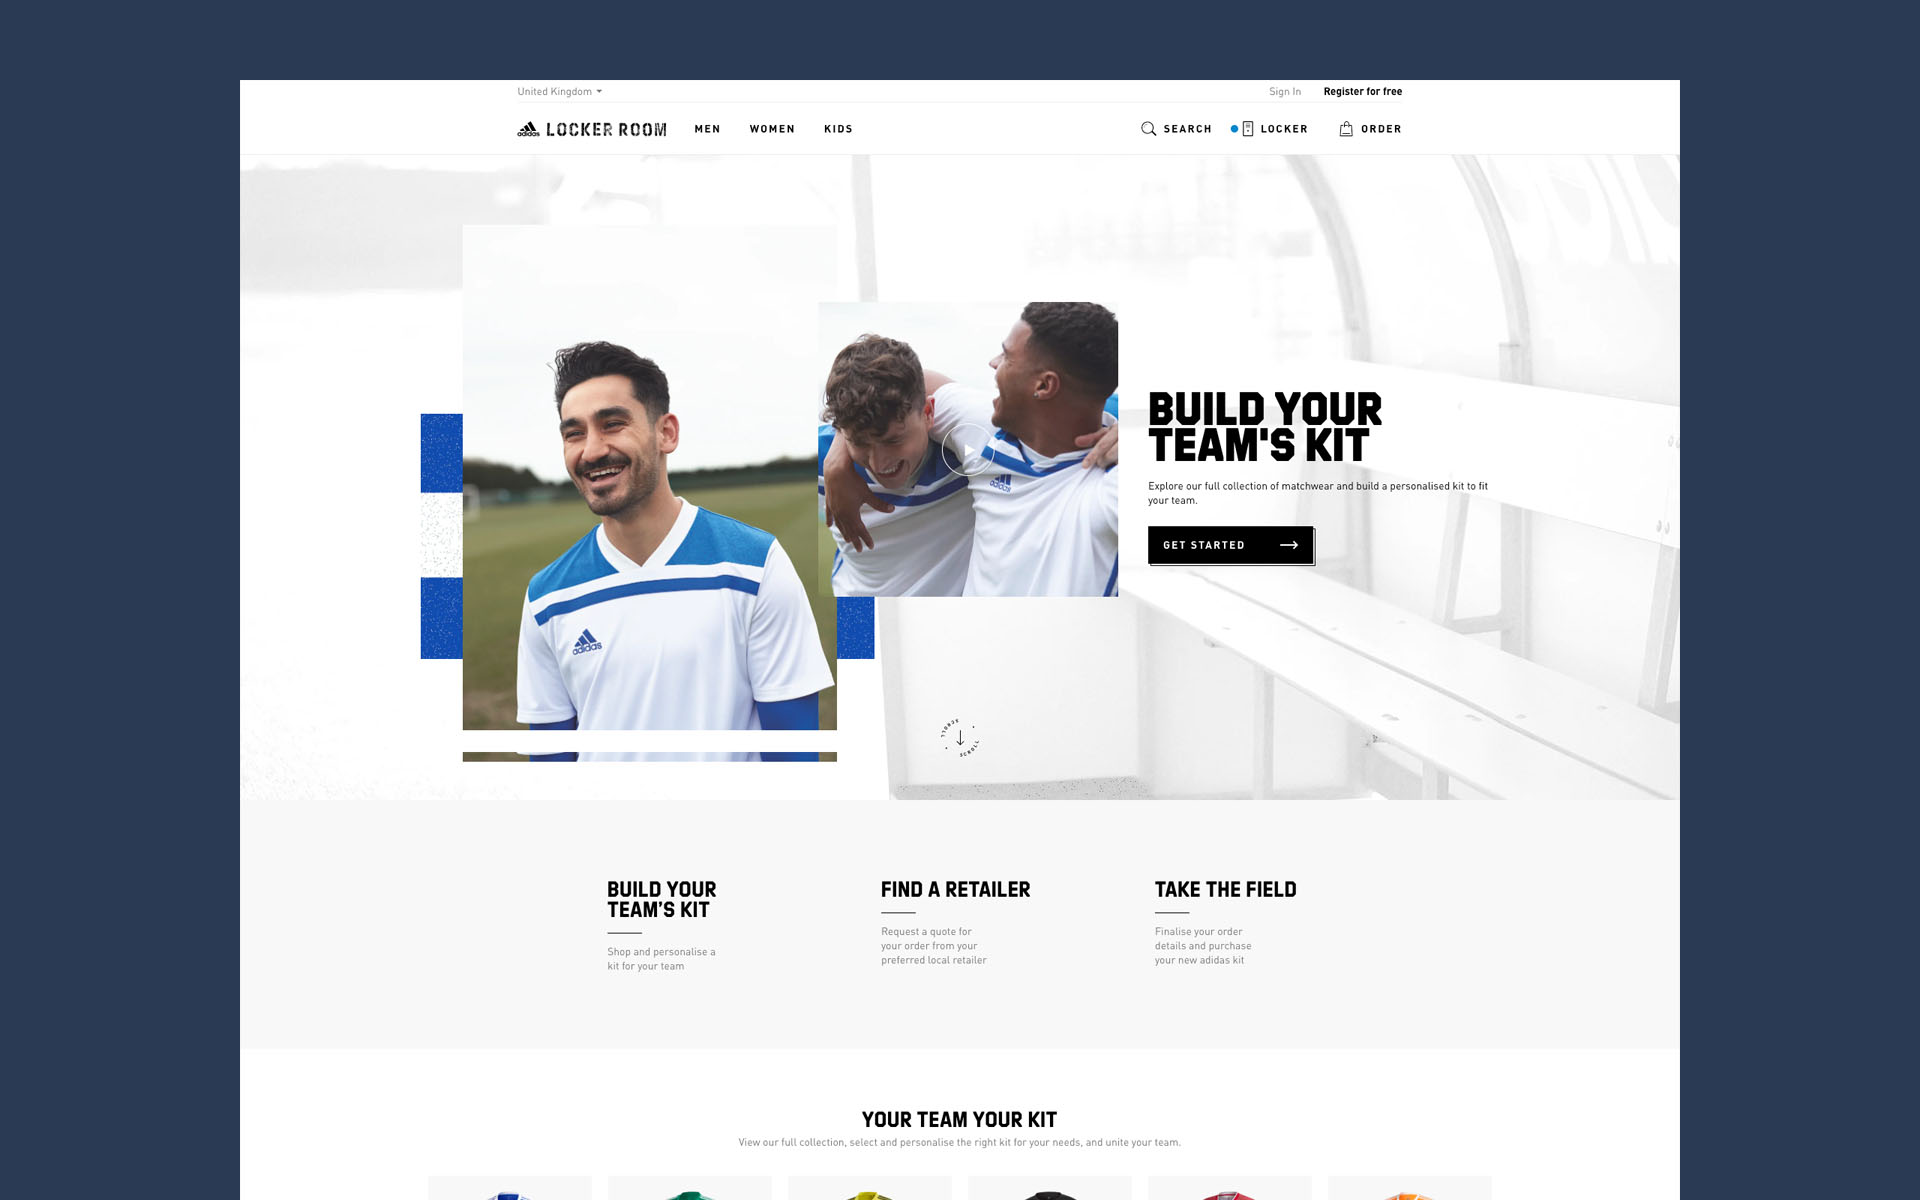 United Kingdom
Sign In
Register for free
adidas
LOCKER ROOM
MEN
WOMEN
KIDS
SEARCH
LOCKER
ORDER
adidas
adidas
BUILD YOUR
TEAM'S KIT
Explore our full collection of matchwear and build a personalised kit to fit
your team.
GET STARTED
SCROLL
SCROLL
BUILD YOUR
TEAM’S KIT
Shop and personalise a
kit for your team
FIND A RETAILER
Request a quote for
your order from your
preferred local retailer
TAKE THE FIELD
Finalise your order
details and purchase
your new adidas kit
YOUR TEAM YOUR KIT
View our full collection, select and personalise the right kit for your needs, and unite your team.